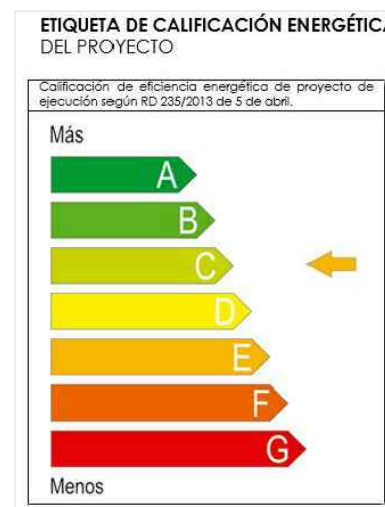 ETIQUETA DE CALIFICACIÓN ENERGÉTICA
DEL PROYECTO
Calificación de eficiencia energética de proyecto de
ejecución según RD 235/2013 de 5 de abril.
Más
A
B
C
D
E
F
G
Menos